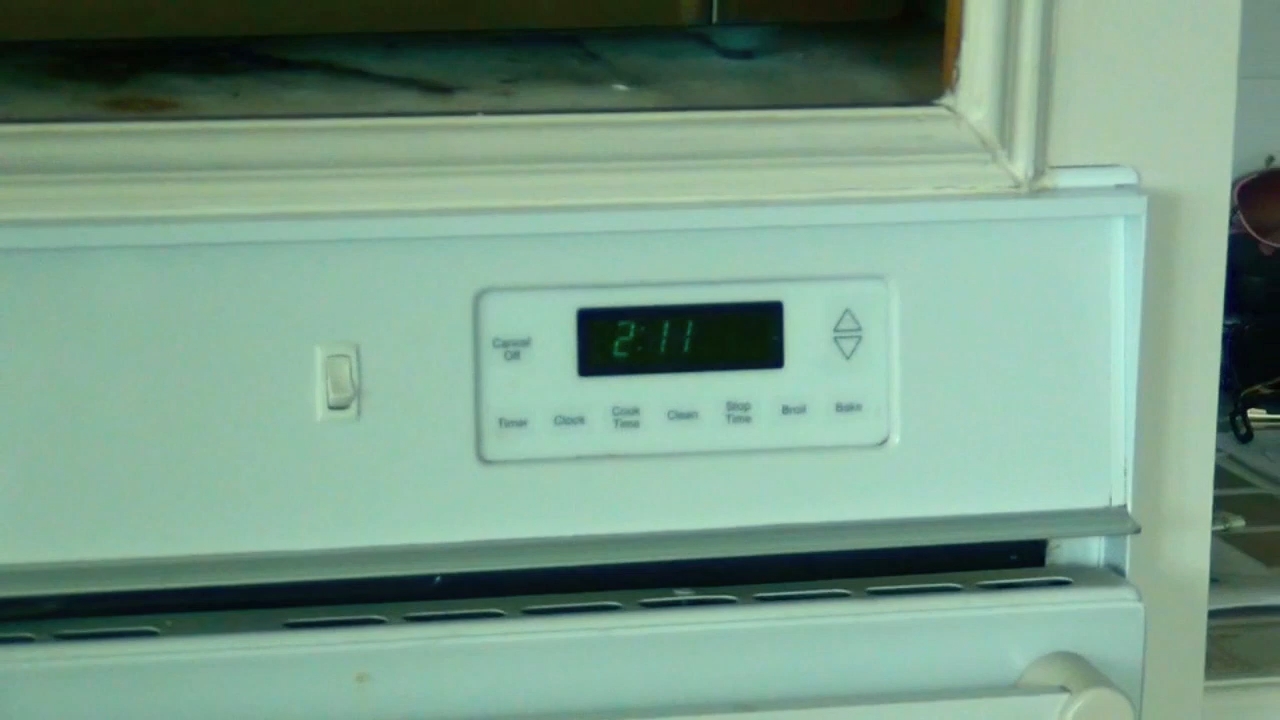 2:11
Cancel
Off
Timer
Clock
Cook
Time
Clean
Stop
Time
Broil
Bake